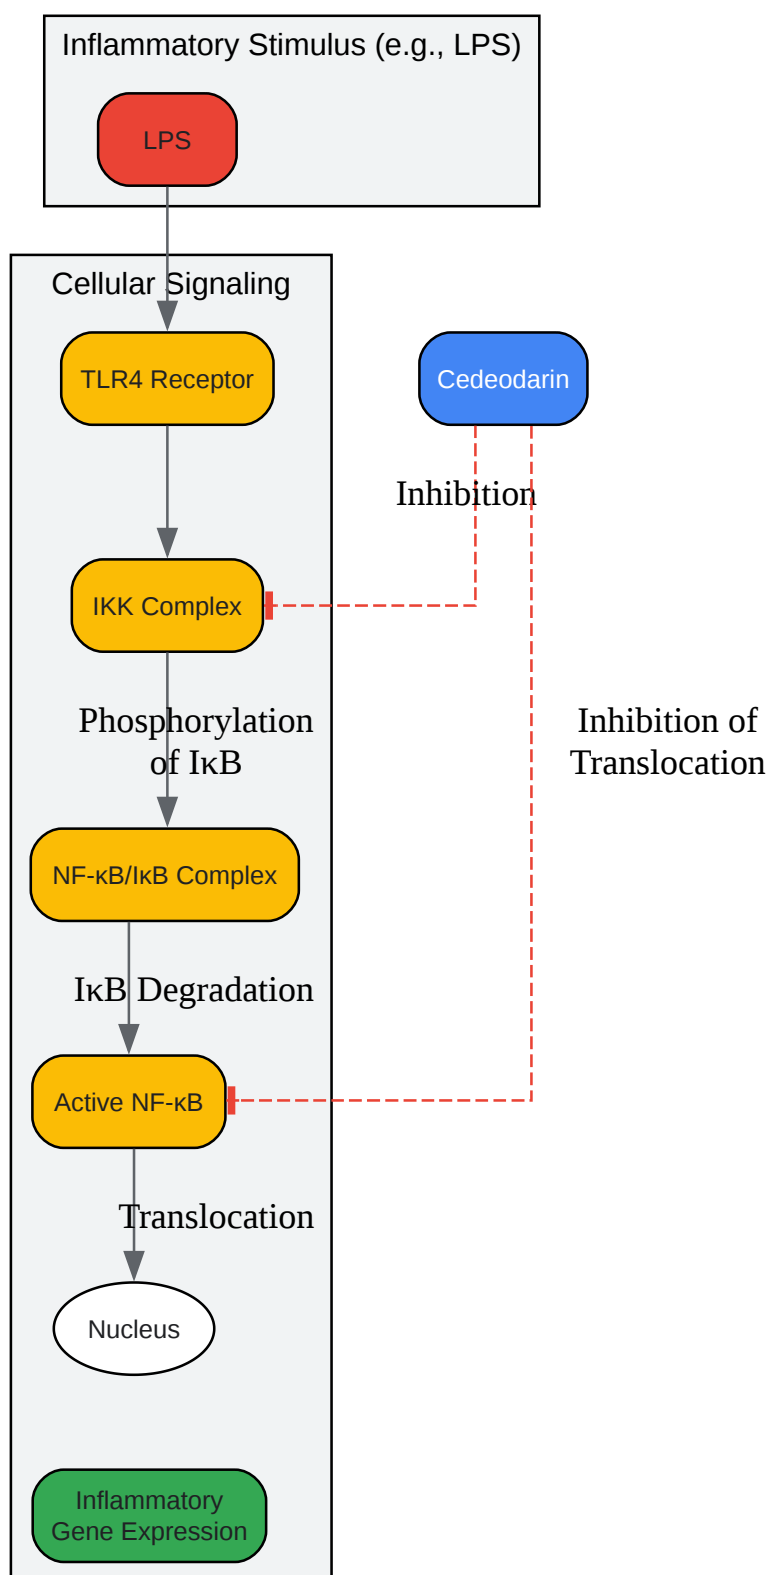 Inflammatory Stimulus (e.g., LPS)
LPS
Cellular Signaling
TLR4 Receptor
Cedeodarin
Inhibition
IKK Complex
Phosphorylation
of IκB
Inhibition of
Translocation
NF-κB/IκB Complex
IκB Degradation
Active NF-κB
Translocation
Nucleus
Inflammatory
Gene Expression